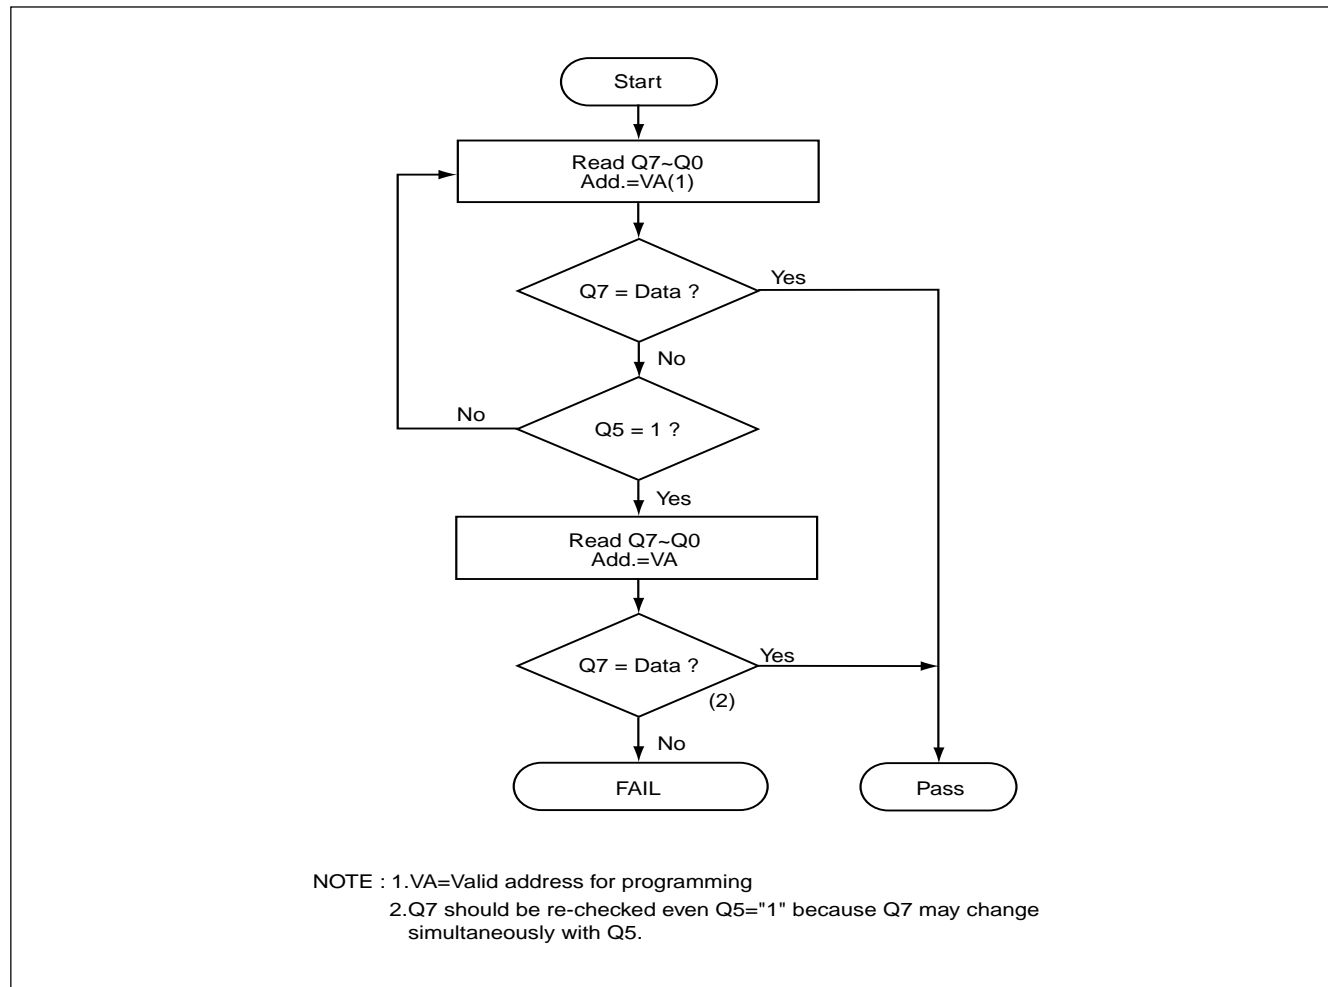 Start
Read Q7~Q0
Add.=VA(1)
Q7 = Data ?
Yes
No
No
Q5 = 1 ?
Yes
Read Q7~Q0
Add.=VA
Q7 = Data ?
Yes
(2)
No
FAIL
Pass
NOTE : 1.VA=Valid address for programming
2.Q7 should be re-checked even Q5="1" because Q7 may change
simultaneously with Q5.